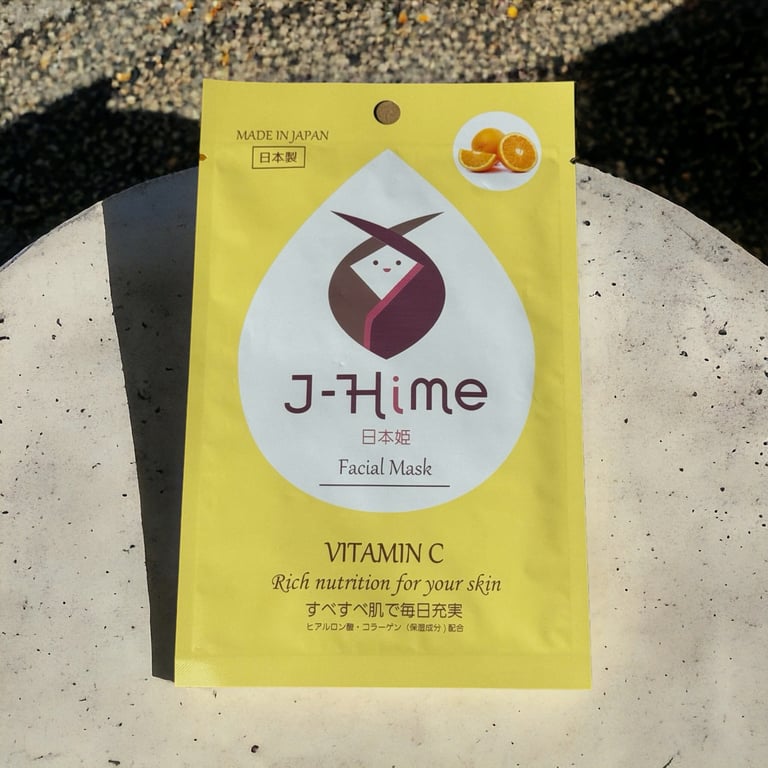 MADE IN JAPAN
日本製
J-Hime
日本姫
Facial Mask
VITAMIN C
Rich nutrition for your skin
すべすべ肌で毎日充実
ヒアルロン酸・コラーゲン（保湿成分）配合